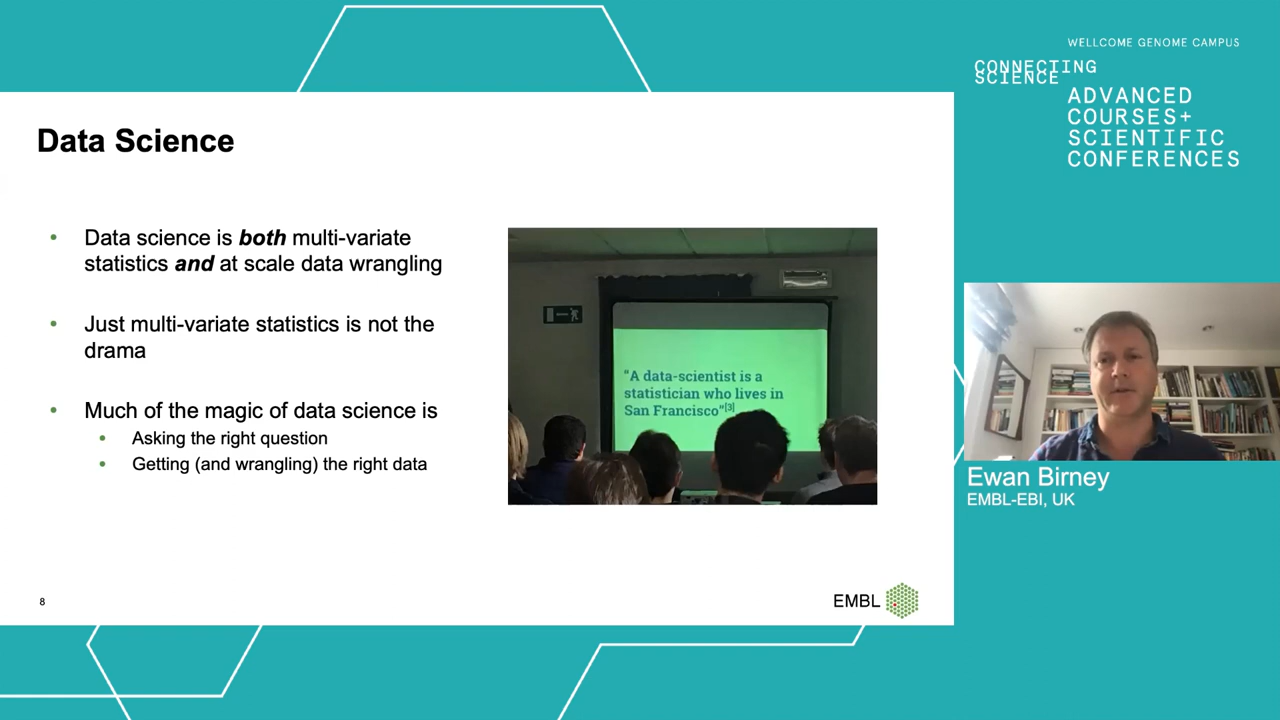 WELLCOME GENOME CAMPUS
CONNECTING
SCIENCE
ADVANCED
COURSES+
SCIENTIFIC
CONFERENCES
Data Science
• Data science is both multi-variate
statistics and at scale data wrangling
• Just multi-variate statistics is not the
drama
• Much of the magic of data science is
• Asking the right question
• Getting (and wrangling) the right data
"A data-scientist is a
statistician who lives in
San Francisco"[3]
Ewan Birney
EMBL-EBI, UK
8
EMBL